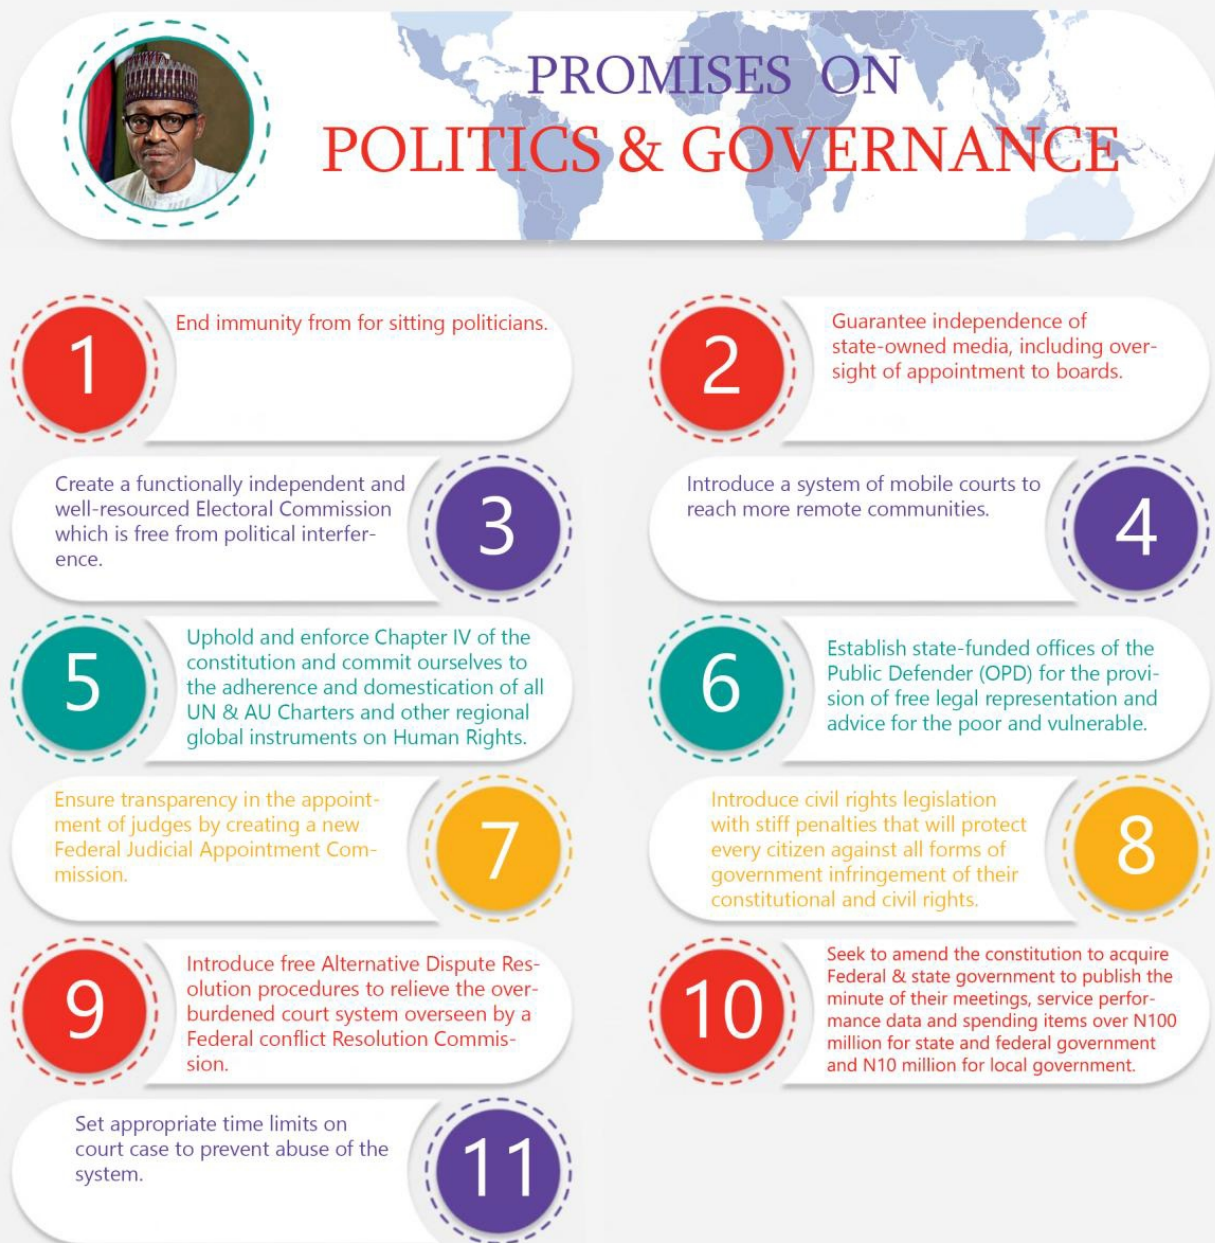 PROMISES ON
POLITICS & GOVERNANCE
1
End immunity from for sitting politicians.
2
Guarantee independence of
state-owned media, including over-
sight of appointment to boards.
Create a functionally independent and
well-resourced Electoral Commission
which is free from political interfer-
ence.
3
Introduce a system of mobile courts to
reach more remote communities.
4
5
Uphold and enforce Chapter IV of the
constitution and commit ourselves to
the adherence and domestication of all
UN & AU Charters and other regional
global instruments on Human Rights.
6
Establish state-funded offices of the
Public Defender (OPD) for the provi-
sion of free legal representation and
advice for the poor and vulnerable.
Ensure transparency in the appoint-
ment of judges by creating a new
Federal Judicial Appointment Com-
mission.
7
Introduce civil rights legislation
with stiff penalties that will protect
every citizen against all forms of
government infringement of their
constitutional and civil rights.
8
9
Introduce free Alternative Dispute Res-
olution procedures to relieve the over-
burdened court system overseen by a
Federal conflict Resolution Commis-
sion.
10
Seek to amend the constitution to acquire
Federal & state government to publish the
minute of their meetings, service perfor-
mance data and spending items over N100
million for state and federal government
and N10 million for local government.
Set appropriate time limits on
court case to prevent abuse of the
system.
11